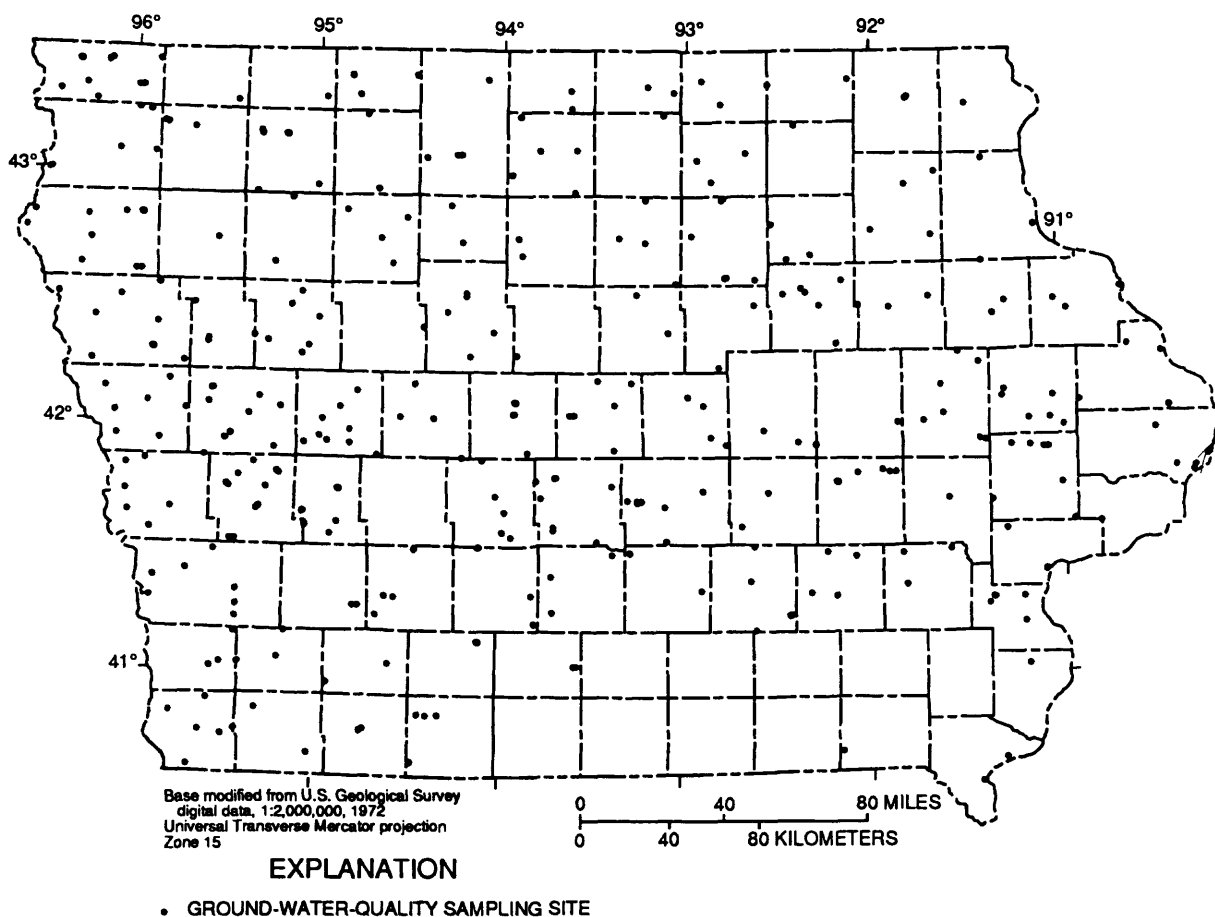 96° 95° 94° 93° 92°
43°
91°
42°
41°
Base modified from U.S. Geological Survey
digital data, 1:2,000,000, 1972
Universal Transverse Mercator projection
Zone 15
0 40 80 MILES
0 40 80 KILOMETERS
EXPLANATION
• GROUND-WATER-QUALITY SAMPLING SITE